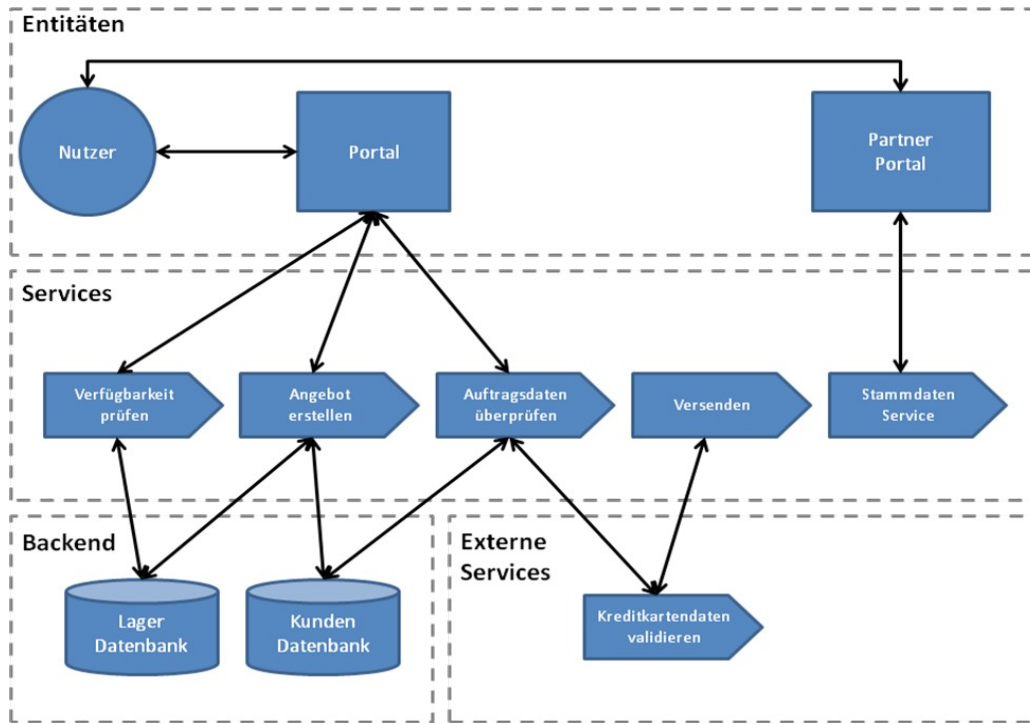 Entitäten
Nutzer
Portal
Partner
Portal
Services
Verfügbarkeit
prüfen
Angebot
erstellen
Auftragsdaten
überprüfen
Versenden
Stammdaten
Service
Backend
Lager
Datenbank
Kunden
Datenbank
Externe
Services
Kreditkartendaten
validieren